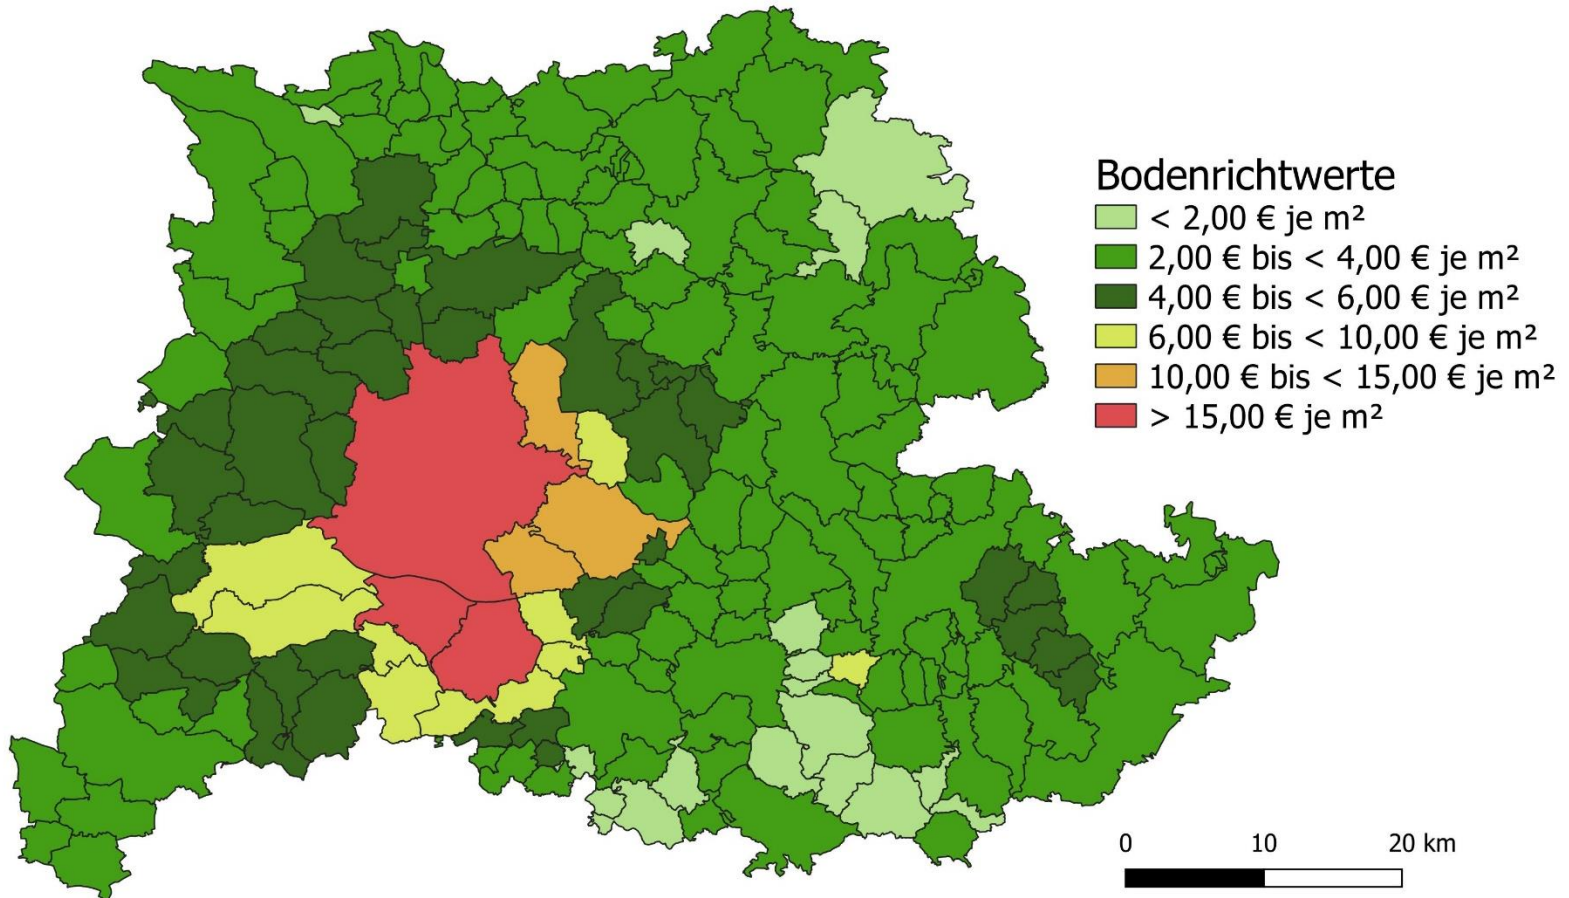 Bodenrichtwerte
< 2,00 € je m²
2,00 € bis < 4,00 € je m²
4,00 € bis < 6,00 € je m²
6,00 € bis < 10,00 € je m²
10,00 € bis < 15,00 € je m²
> 15,00 € je m²
0 10 20 km